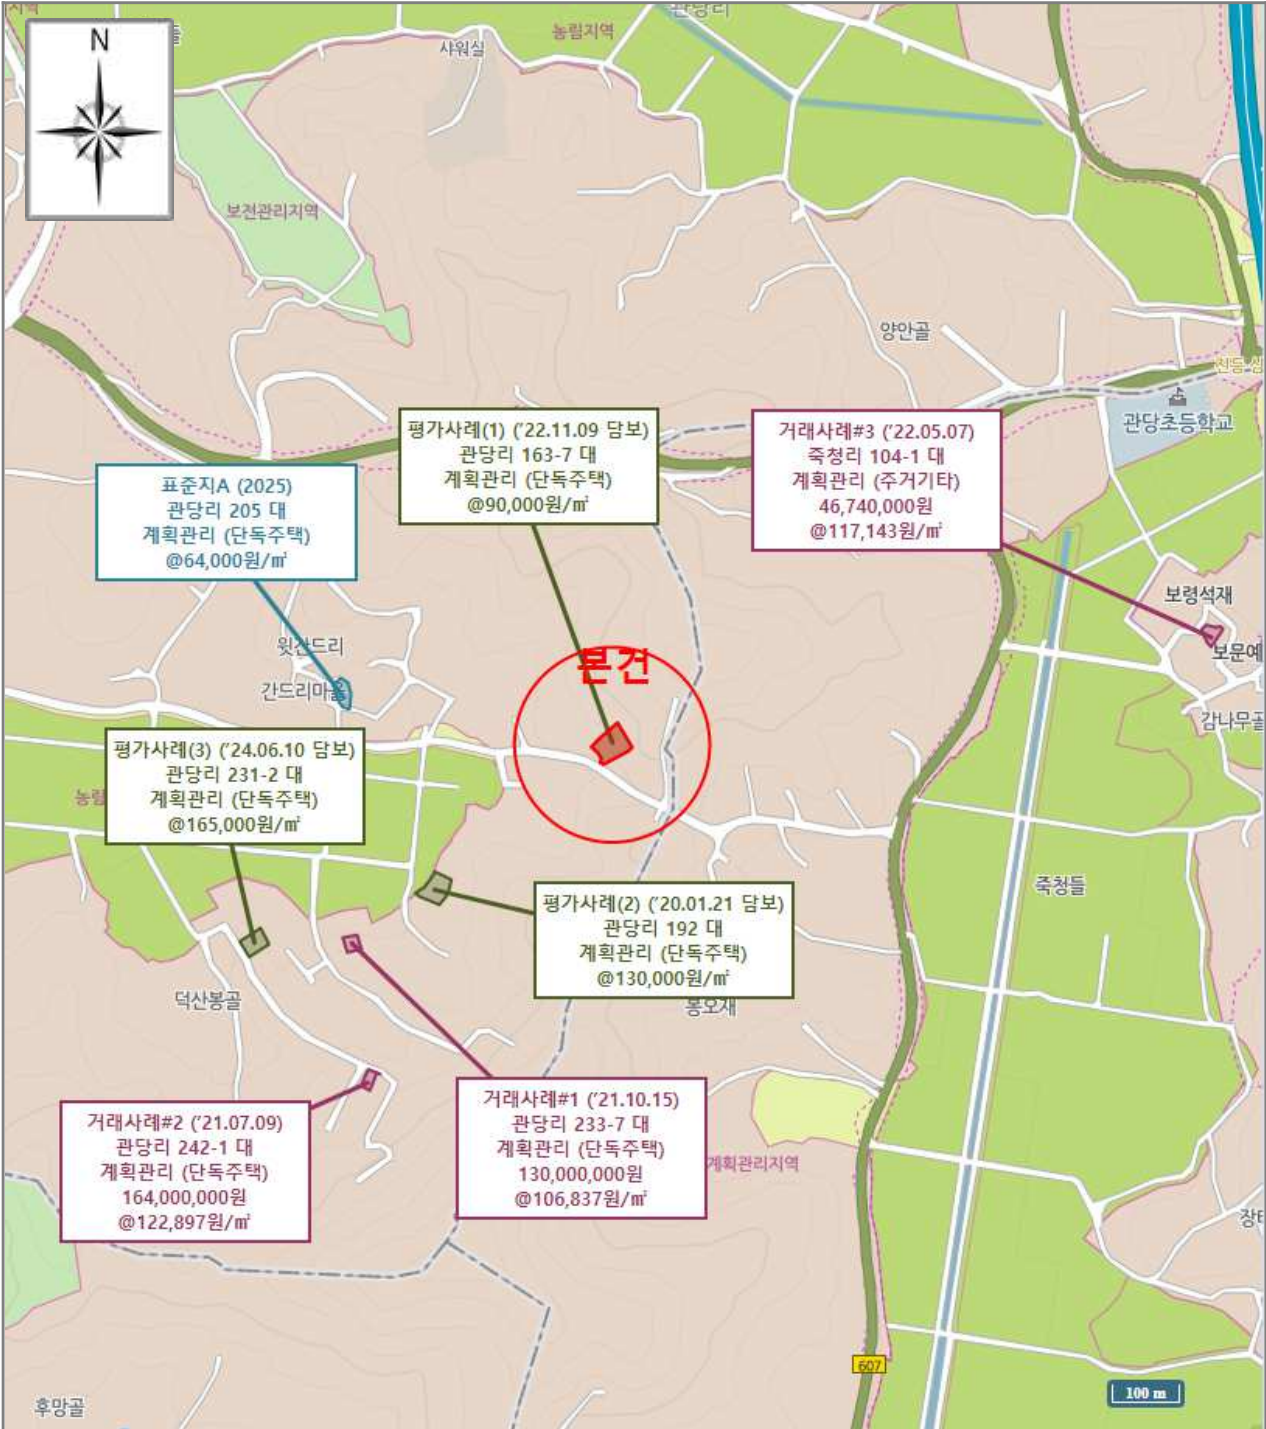 관당리
농림지역
샤워실
N
보전관리지역
양안골
관당초등학교
평가사례(1) ('22.11.09 담보)
관당리 163-7 대
계획관리 (단독주택)
@90,000원/㎡
거래사례#3 ('22.05.07)
죽청리 104-1 대
계획관리 (주거기타)
46,740,000원
@117,143원/㎡
표준지A (2025)
관당리 205 대
계획관리 (단독주택)
@64,000원/㎡
보령석재
윗산드리
본건
보문예
간드리마을
감나무골
평가사례(3) ('24.06.10 담보)
관당리 231-2 대
계획관리 (단독주택)
@165,000원/㎡
농림
죽청들
평가사례(2) ('20.01.21 담보)
관당리 192 대
계획관리 (단독주택)
@130,000원/㎡
덕산봉골
봉오재
거래사례#1 ('21.10.15)
관당리 233-7 대
계획관리 (단독주택)
130,000,000원
@106,837원/㎡
거래사례#2 ('21.07.09)
관당리 242-1 대
계획관리 (단독주택)
164,000,000원
@122,897원/㎡
계획관리지역
607
100 m
후망골